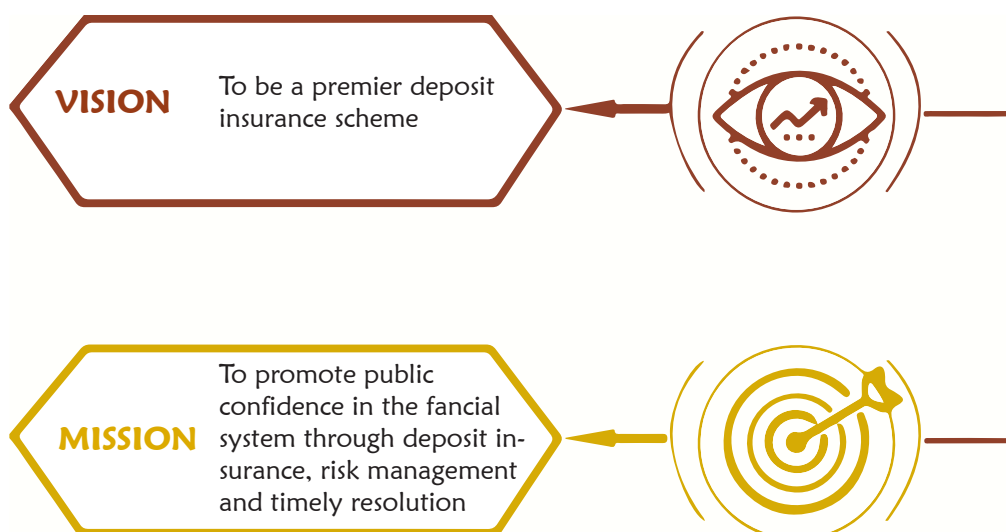 VISION
To be a premier deposit
insurance scheme
MISSION
To promote public
confidence in the fancial
system through deposit in-
surance, risk management
and timely resolution